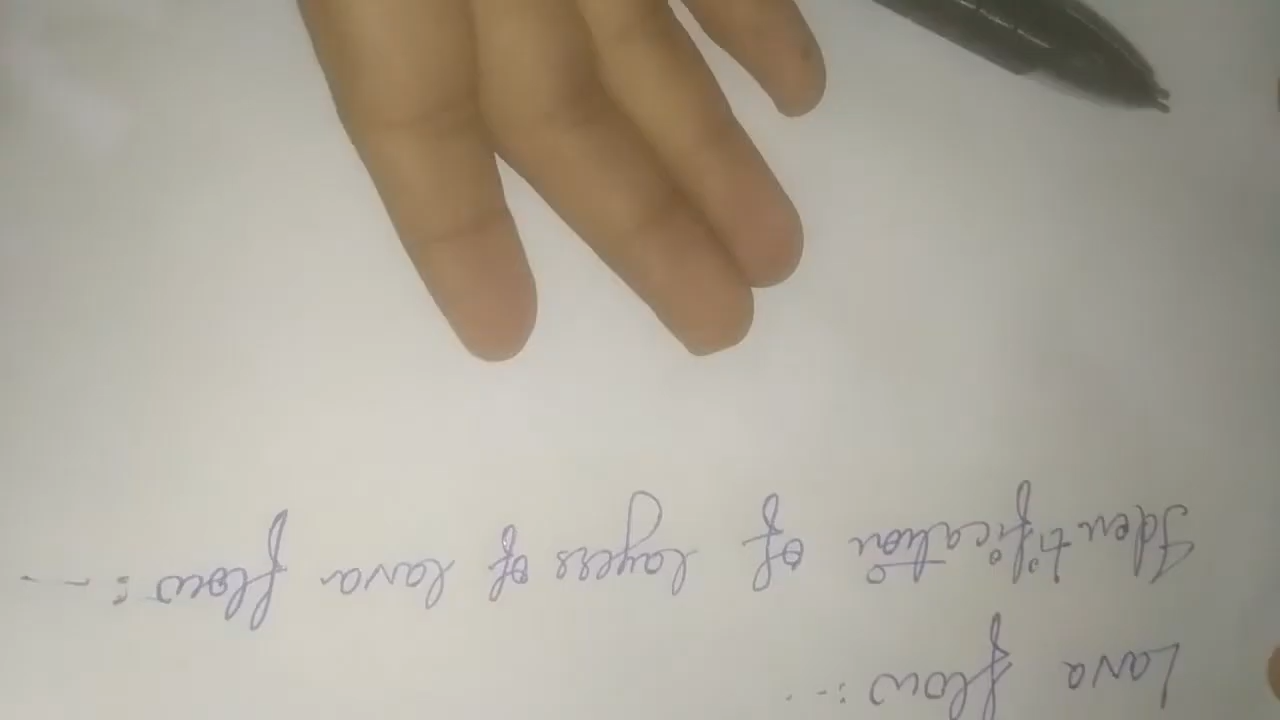 Lava flow:--
Identification of layers of lava flow:--